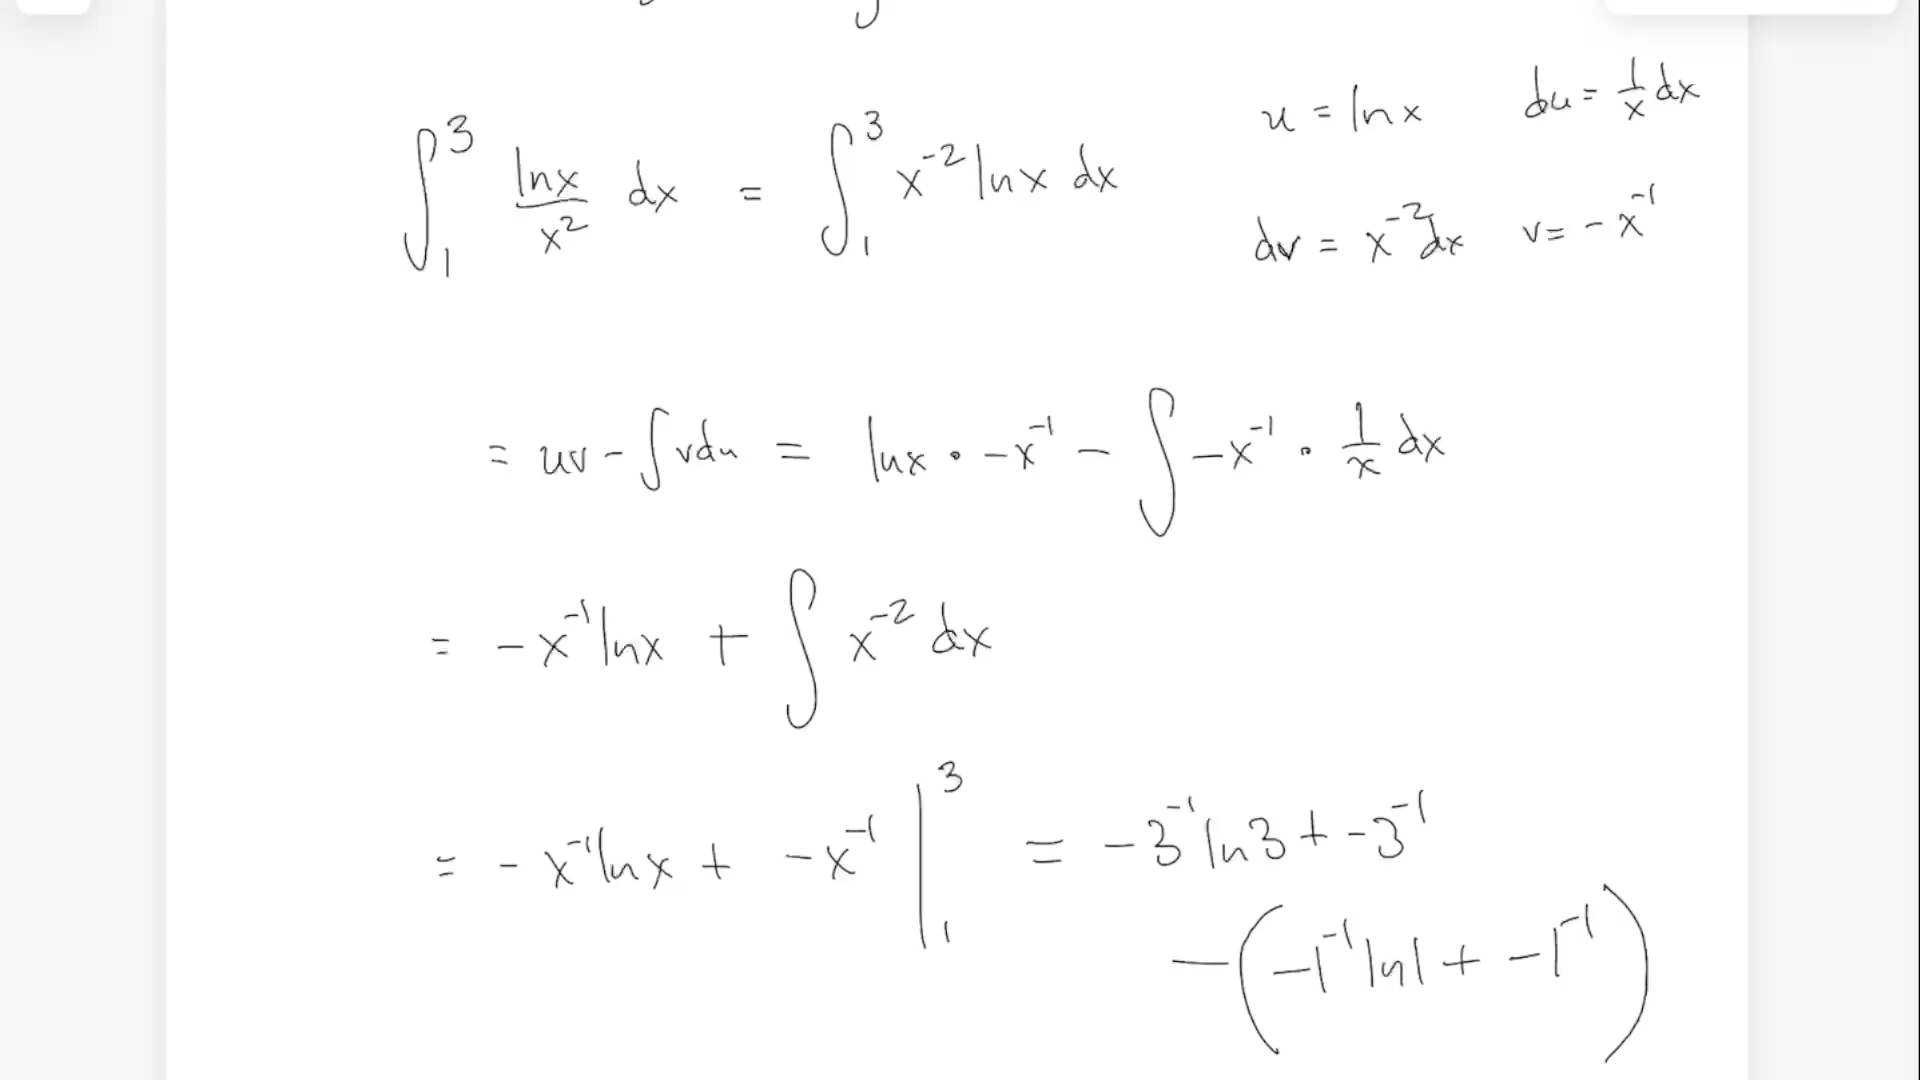 ∫₁³ lnx/x² dx = ∫₁³ x⁻² lnx dx
u = lnx du = 1/x dx
dv = x⁻² dx v = -x⁻¹
= uv - ∫vdu = lnx · -x⁻¹ - ∫ -x⁻¹ · 1/x dx
= -x⁻¹ lnx + ∫ x⁻² dx
= -x⁻¹ lnx + -x⁻¹ |₁³ = -3⁻¹ ln3 + -3⁻¹
- (-1⁻¹ ln1 + -1⁻¹)